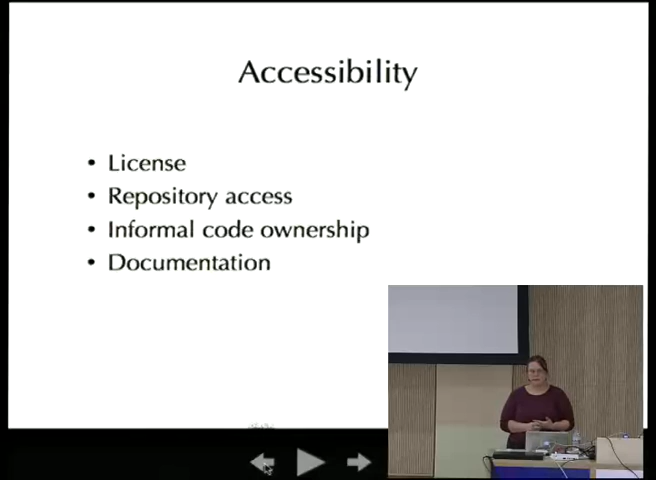 Accessibility
• License
• Repository access
• Informal code ownership
• Documentation